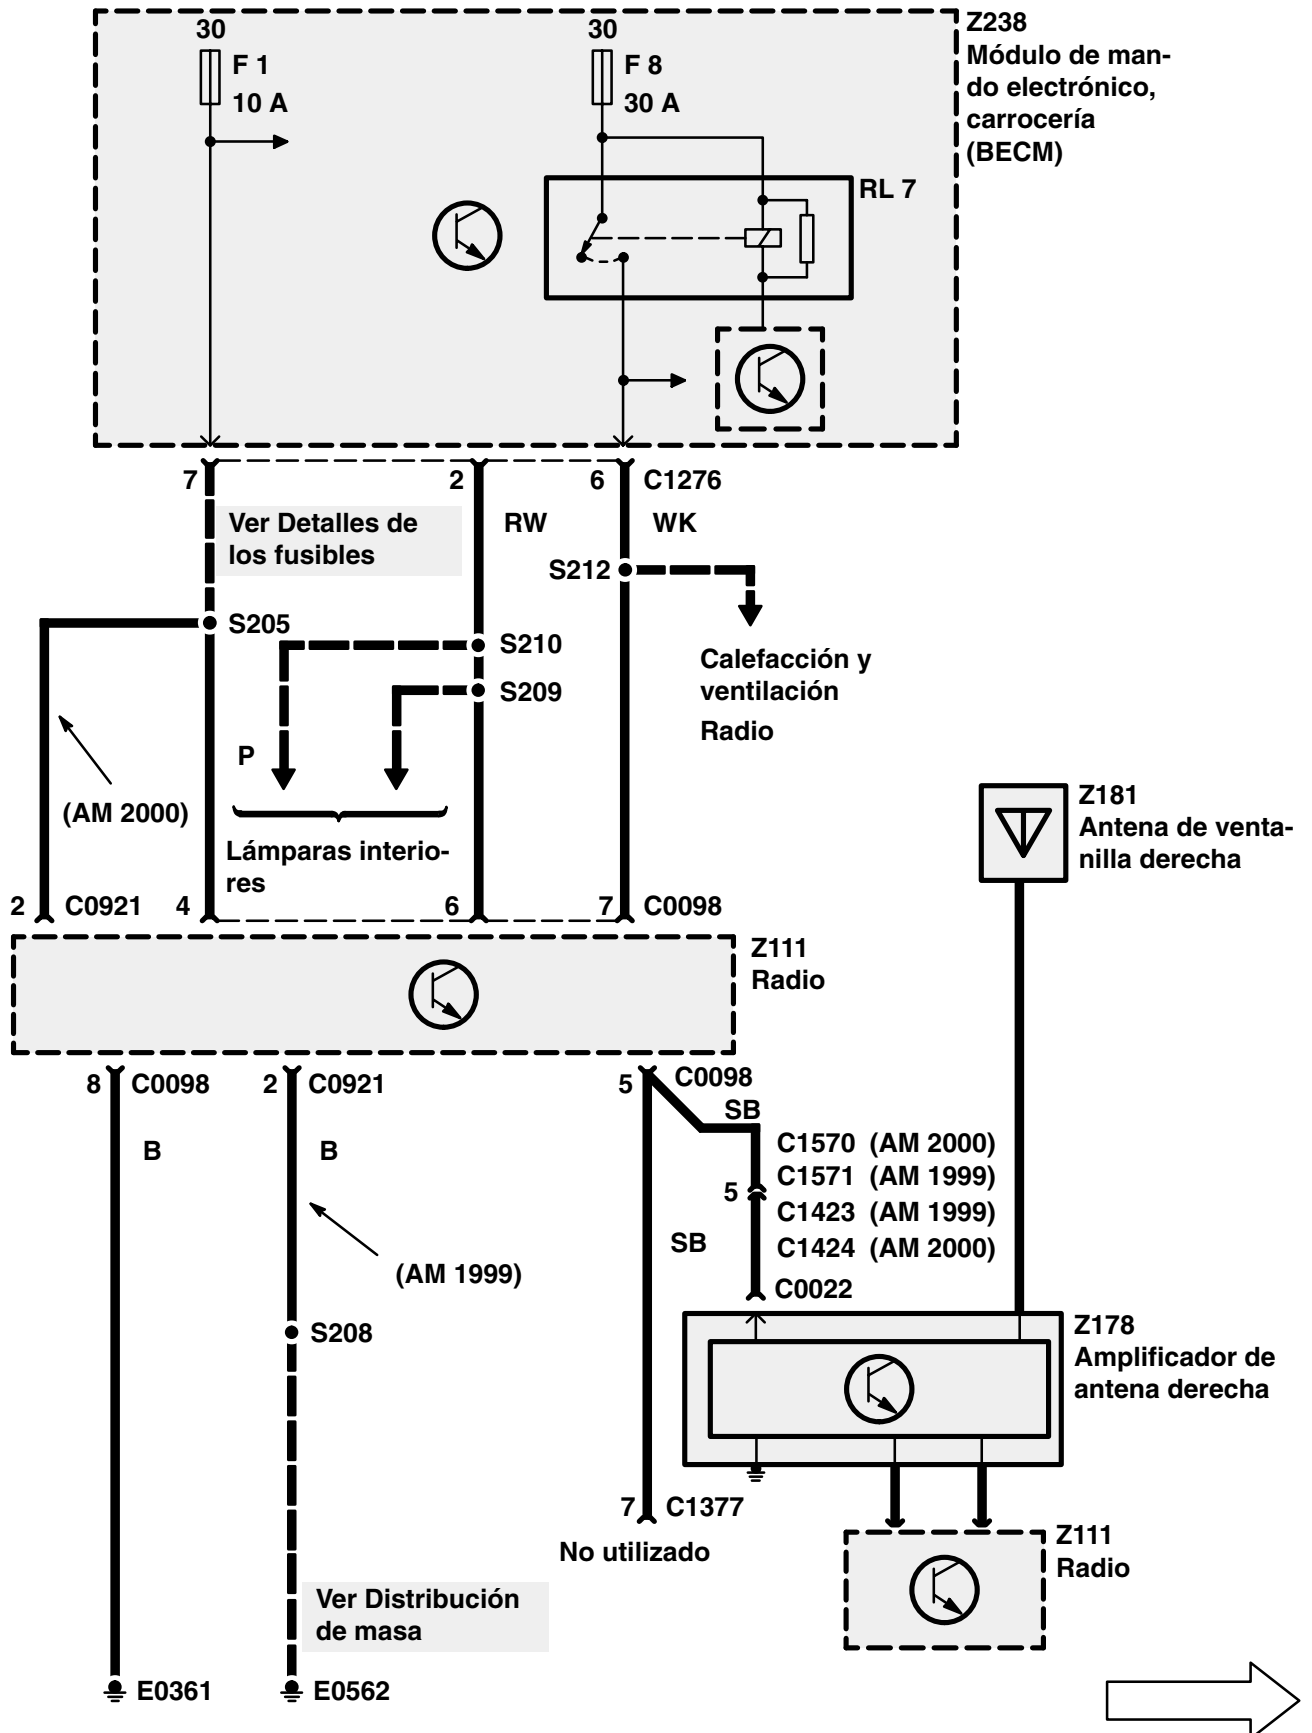 30
F 1
10 A
30
F 8
30 A
Z238
Módulo de man-
do electrónico,
carrocería
(BECM)
RL 7
7
2
6
C1276
Ver Detalles de
los fusibles
RW
WK
S212
S205
S210
S209
Calefacción y
ventilación
Radio
P
(AM 2000)
Lámparas interio-
res
Z181
Antena de venta-
nilla derecha
2
C0921
4
6
7
C0098
Z111
Radio
8
C0098
2
C0921
5
C0098
SB
B
B
C1570 (AM 2000)
C1571 (AM 1999)
5
C1423 (AM 1999)
C1424 (AM 2000)
SB
(AM 1999)
C0022
S208
Z178
Amplificador de
antena derecha
7
C1377
No utilizado
Z111
Radio
Ver Distribución
de masa
E0361
E0562